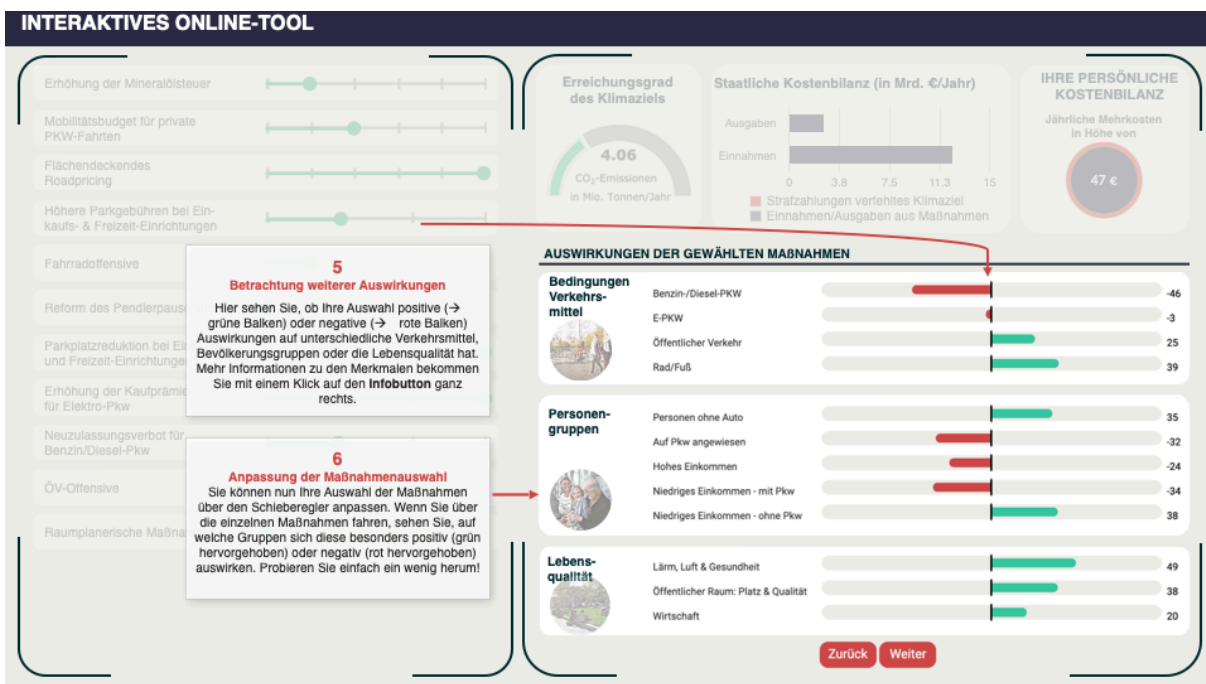 INTERAKTIVES ONLINE-TOOL
Erhöhung der Mineralölsteuer
Mobilitätsbudget für private
PKW-Fahrten
Flächendeckendes
Roadpricing
Höhere Parkgebühren bei Ein-
kaufs- & Freizeit-Einrichtungen
Fahrradoffensive
Reform des Pendlerpaus
Parkplatzreduktion bei Ei
und Freizeit-Einrichtunge
Erhöhung der Kaufprämie
für Elektro-Pkw
Neuzulassungsverbot für
Benzin/Diesel-Pkw
ÖV-Offensive
Raumplanerische Maßna
5
Betrachtung weiterer Auswirkungen
Hier sehen Sie, ob Ihre Auswahl positive (→
grüne Balken) oder negative (→ rote Balken)
Auswirkungen auf unterschiedliche Verkehrsmittel,
Bevölkerungsgruppen oder die Lebensqualität hat.
Mehr Informationen zu den Merkmalen bekommen
Sie mit einem Klick auf den Infobutton ganz
rechts.
6
Anpassung der Maßnahmenauswahl
Sie können nun Ihre Auswahl der Maßnahmen
über den Schieberegler anpassen. Wenn Sie über
die einzelnen Maßnahmen fahren, sehen Sie, auf
welche Gruppen sich diese besonders positiv (grün
hervorgehoben) oder negativ (rot hervorgehoben)
auswirken. Probieren Sie einfach ein wenig herum!
Erreichungsgrad
des Klimaziels
4.06
CO₂-Emissionen
in Mio. Tonnen/Jahr
Staatliche Kostenbilanz (in Mrd. €/Jahr)
Ausgaben
Einnahmen
0 3.8 7.5 11.3 15
Strafzahlungen verfehltes Klimaziel
Einnahmen/Ausgaben aus Maßnahmen
IHRE PERSÖNLICHE
KOSTENBILANZ
Jährliche Mehrkosten
in Höhe von
47 €
AUSWIRKUNGEN DER GEWÄHLTEN MAßNAHMEN
Bedingungen
Verkehrs-
mittel
Benzin-/Diesel-PKW -46
E-PKW -3
Öffentlicher Verkehr 25
Rad/Fuß 39
Personen-
gruppen
Personen ohne Auto 35
Auf Pkw angewiesen -32
Hohes Einkommen -24
Niedriges Einkommen - mit Pkw -34
Niedriges Einkommen - ohne Pkw 38
Lebens-
qualität
Lärm, Luft & Gesundheit 49
Öffentlicher Raum: Platz & Qualität 38
Wirtschaft 20
Zurück Weiter